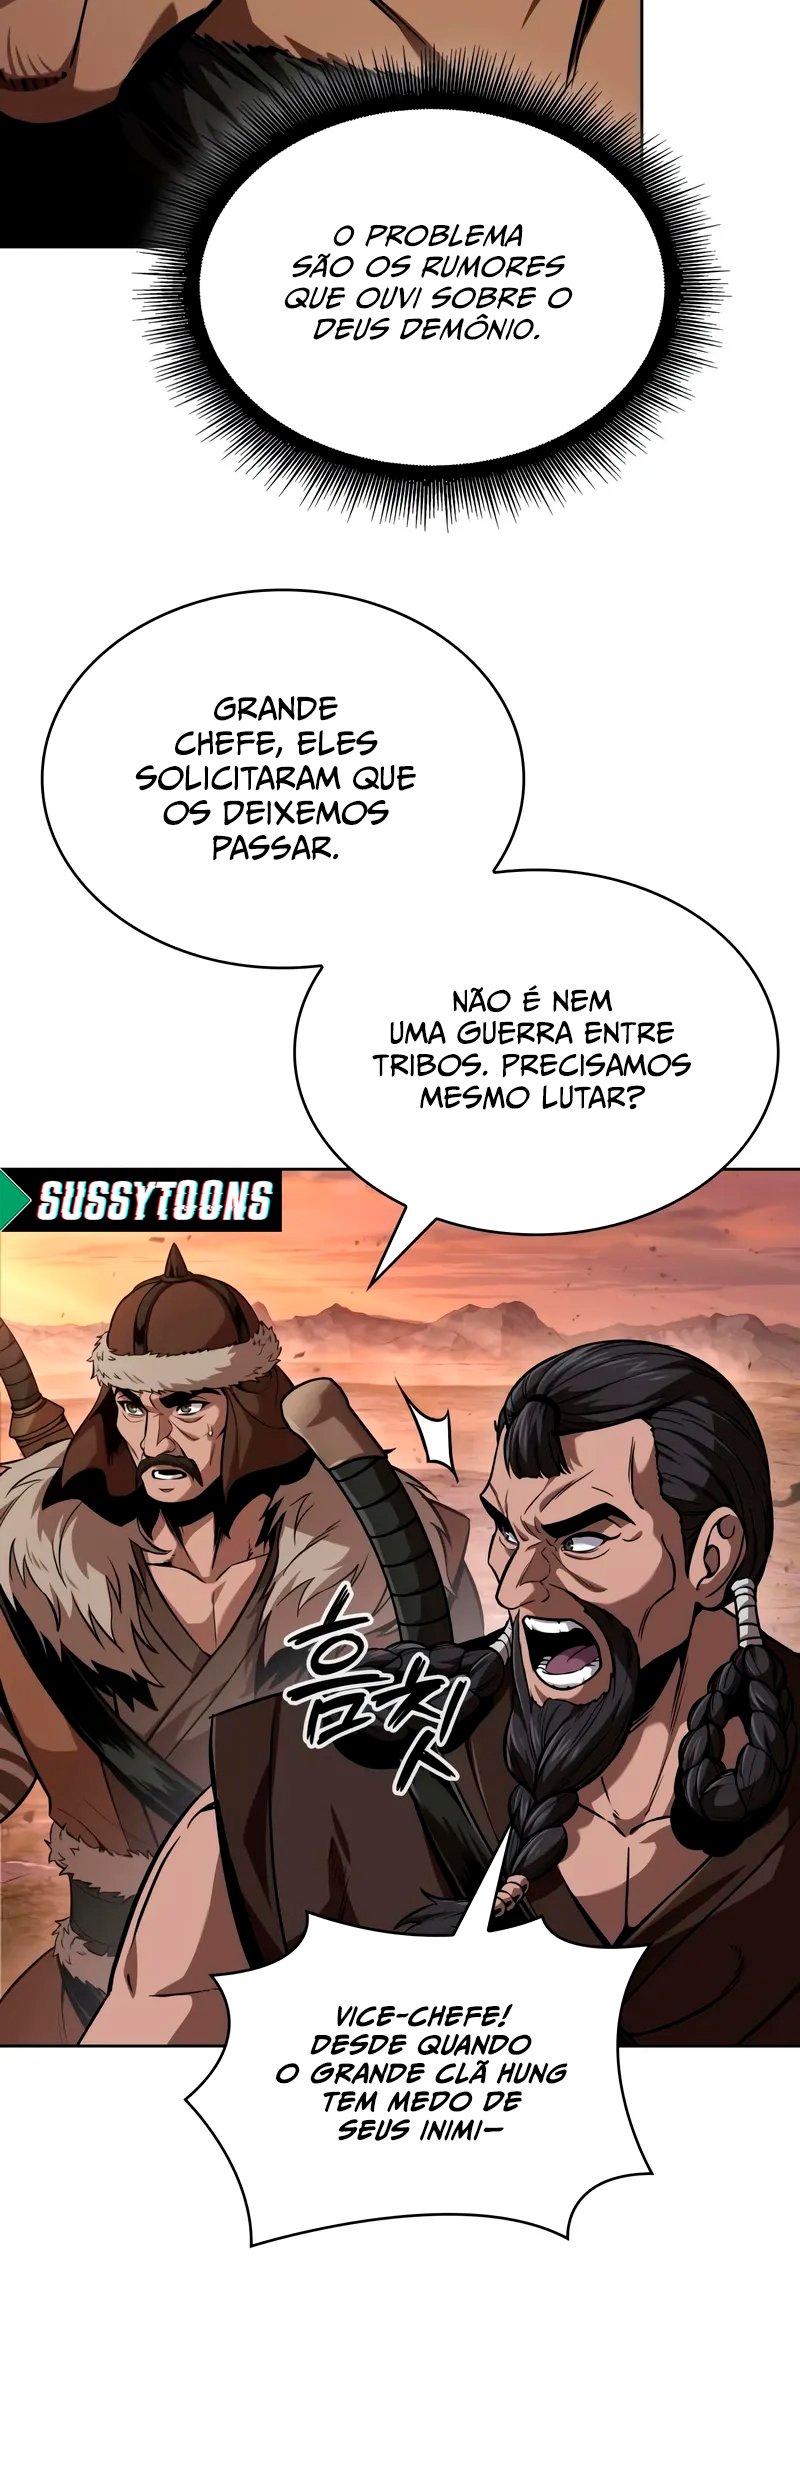 O PROBLEMA
SÃO OS RUMORES
QUE OUVI SOBRE O
DEUS DEMÔNIO.
GRANDE
CHEFE, ELES
SOLICITARAM QUE
OS DEIXEMOS
PASSAR.
NÃO É NEM
UMA GUERRA ENTRE
TRIBOS. PRECISAMOS
MESMO LUTAR?
SUSSYTOONS
흠칫
VICE-CHEFE!
DESDE QUANDO
O GRANDE CLÃ HUNG
TEM MEDO DE
SEUS INIMI—